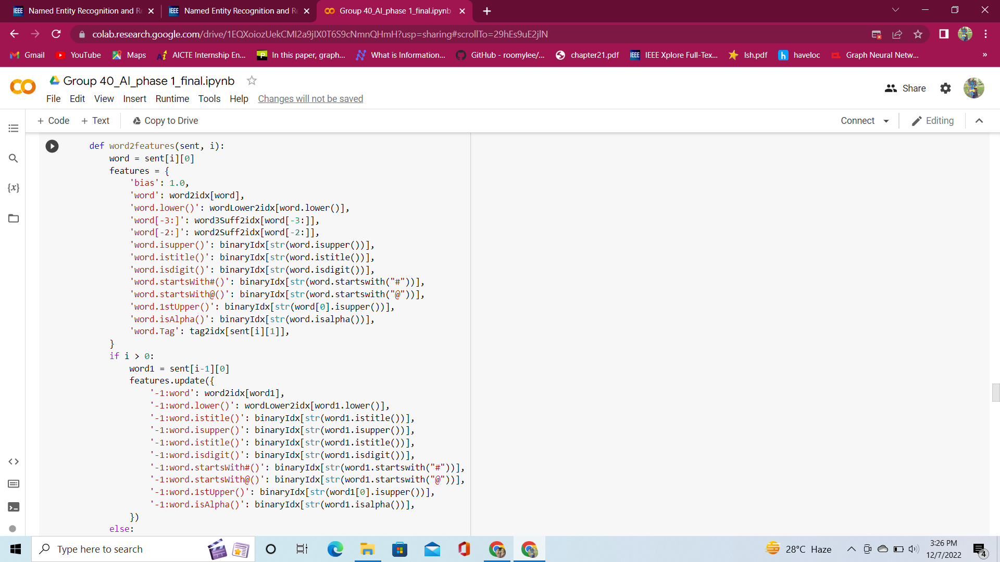 Named Entity Recognition and Re
Named Entity Recognition and Re
Group 40_AI_phase 1_final.ipynb
colab.research.google.com/drive/1EQXoiozUekCMI2a9jIX0T6S9cNmnQHmH?usp=sharing#scrollTo=29hEs9uE2jlN
Gmail
YouTube
Maps
AICTE Internship En...
In this paper, graph...
What is Information...
GitHub - roomylee/...
chapter21.pdf
IEEE Xplore Full-Tex...
lsh.pdf
haveloc
Graph Neural Netw...
»
Group 40_AI_phase 1_final.ipynb
Share
File Edit View Insert Runtime Tools Help Changes will not be saved
+ Code + Text Copy to Drive
Connect
Editing
def word2features(sent, i):
word = sent[i][0]
features = {
'bias': 1.0,
'word': word2idx[word],
'word.lower()': wordLower2idx[word.lower()],
'word[-3:]': word3Suff2idx[word[-3:]],
'word[-2:]': word2Suff2idx[word[-2:]],
'word.isupper()': binaryIdx[str(word.isupper())],
'word.istitle()': binaryIdx[str(word.istitle())],
'word.isdigit()': binaryIdx[str(word.isdigit())],
'word.startsWith#()': binaryIdx[str(word.startswith("#"))],
'word.startsWith@()': binaryIdx[str(word.startswith("@"))],
'word.1stUpper()': binaryIdx[str(word[0].isupper())],
'word.isAlpha()': binaryIdx[str(word.isalpha())],
'word.Tag': tag2idx[sent[i][1]],
}
if i > 0:
word1 = sent[i-1][0]
features.update({
'-1:word': word2idx[word1],
'-1:word.lower()': wordLower2idx[word1.lower()],
'-1:word.istitle()': binaryIdx[str(word1.istitle())],
'-1:word.isupper()': binaryIdx[str(word1.isupper())],
'-1:word.istitle()': binaryIdx[str(word1.istitle())],
'-1:word.isdigit()': binaryIdx[str(word1.isdigit())],
'-1:word.startsWith#()': binaryIdx[str(word1.startswith("#"))],
'-1:word.startsWith@()': binaryIdx[str(word1.startswith("@"))],
'-1:word.1stUpper()': binaryIdx[str(word1[0].isupper())],
'-1:word.isAlpha()': binaryIdx[str(word1.isalpha())],
})
else:
{x}
Type here to search
28°C Haze
3:26 PM
12/7/2022
4